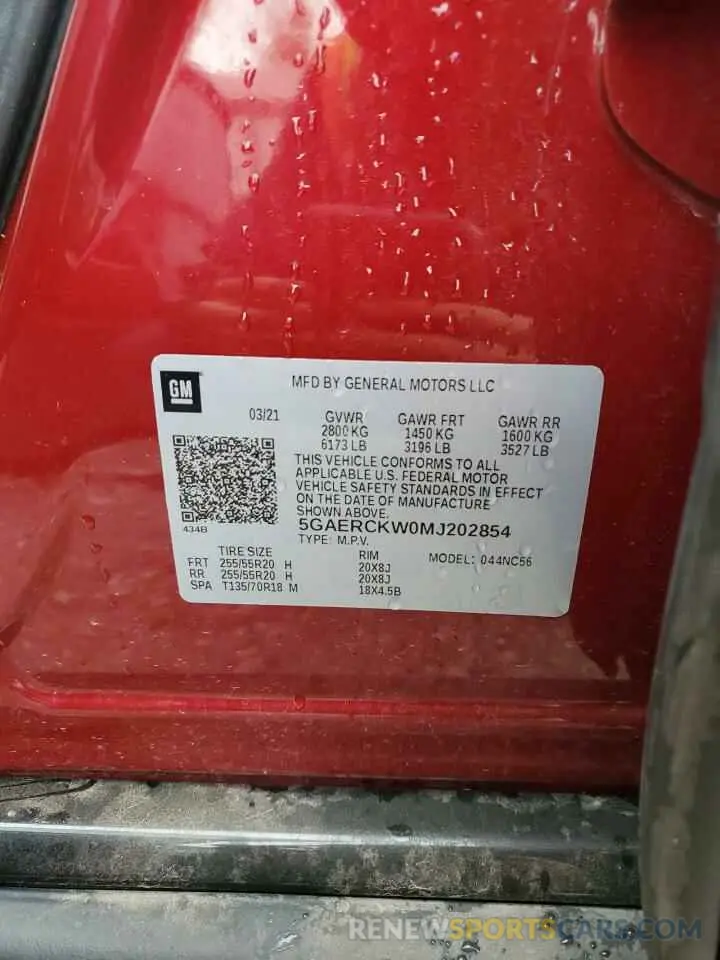 GM
MFD BY GENERAL MOTORS LLC
03/21 GVWR GAWR FRT GAWR RR
2800 KG 1450 KG 1600 KG
6173 LB 3196 LB 3527 LB
THIS VEHICLE CONFORMS TO ALL
APPLICABLE U.S. FEDERAL MOTOR
VEHICLE SAFETY STANDARDS IN EFFECT
ON THE DATE OF MANUFACTURE
SHOWN ABOVE.
434B
5GAERCKW0MJ202854
TYPE: M.P.V.
MODEL: 044NC56
TIRE SIZE RIM
FRT 255/55R20 H 20X8J
RR 255/55R20 H 20X8J
SPA T135/70R18 M 18X4.5B
RENEWSPORTSCARS.COM